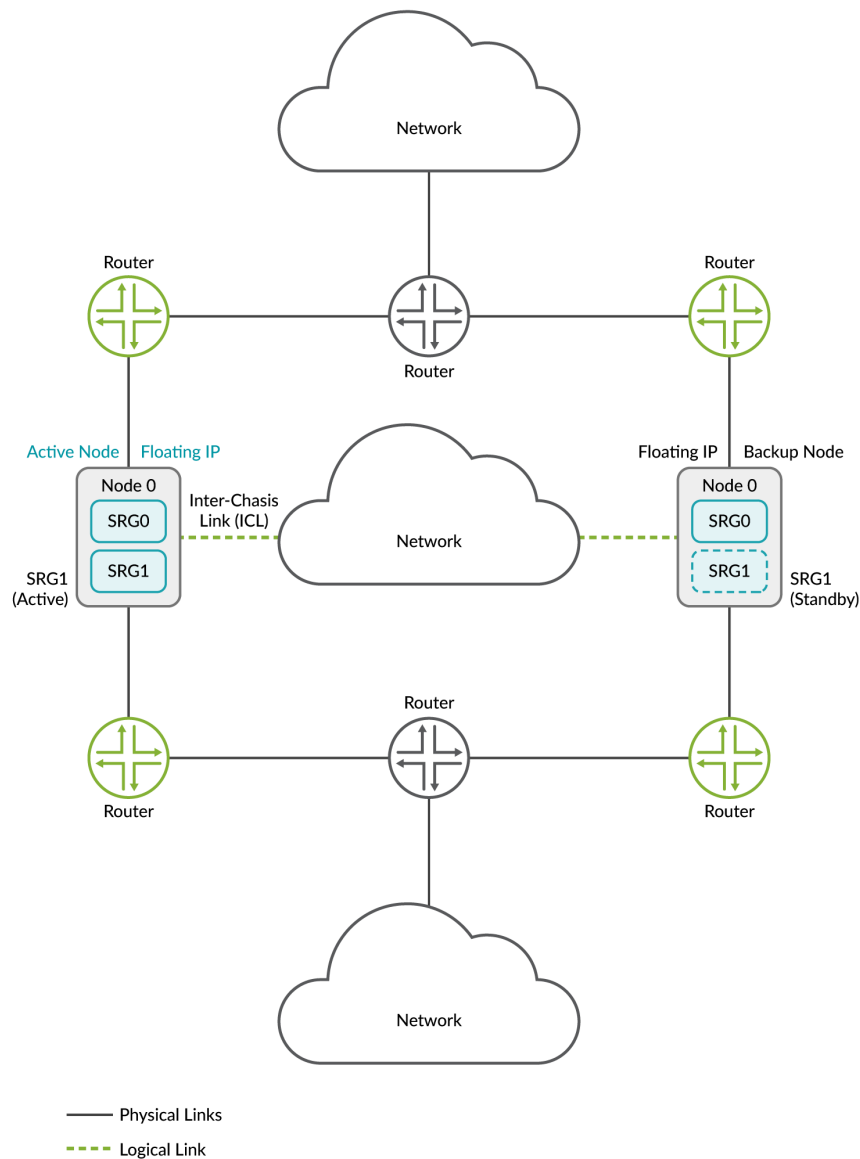 Network
Router
Router
Router
Active Node
Floating IP
Floating IP
Backup Node
Node 0
SRG0
SRG1
Inter-Chasis
Link (ICL)
Network
Node 0
SRG0
SRG1
SRG1
(Active)
SRG1
(Standby)
Router
Router
Router
Network
Physical Links
Logical Link